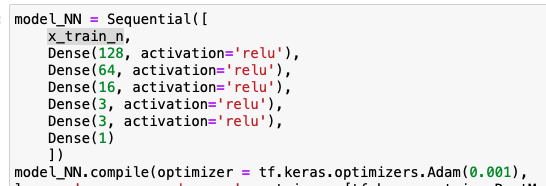 model_NN = Sequential([
    x_train_n,
    Dense(128, activation='relu'),
    Dense(64, activation='relu'),
    Dense(16, activation='relu'),
    Dense(3, activation='relu'),
    Dense(3, activation='relu'),
    Dense(1)
    ])
model_NN.compile(optimizer = tf.keras.optimizers.Adam(0.001),